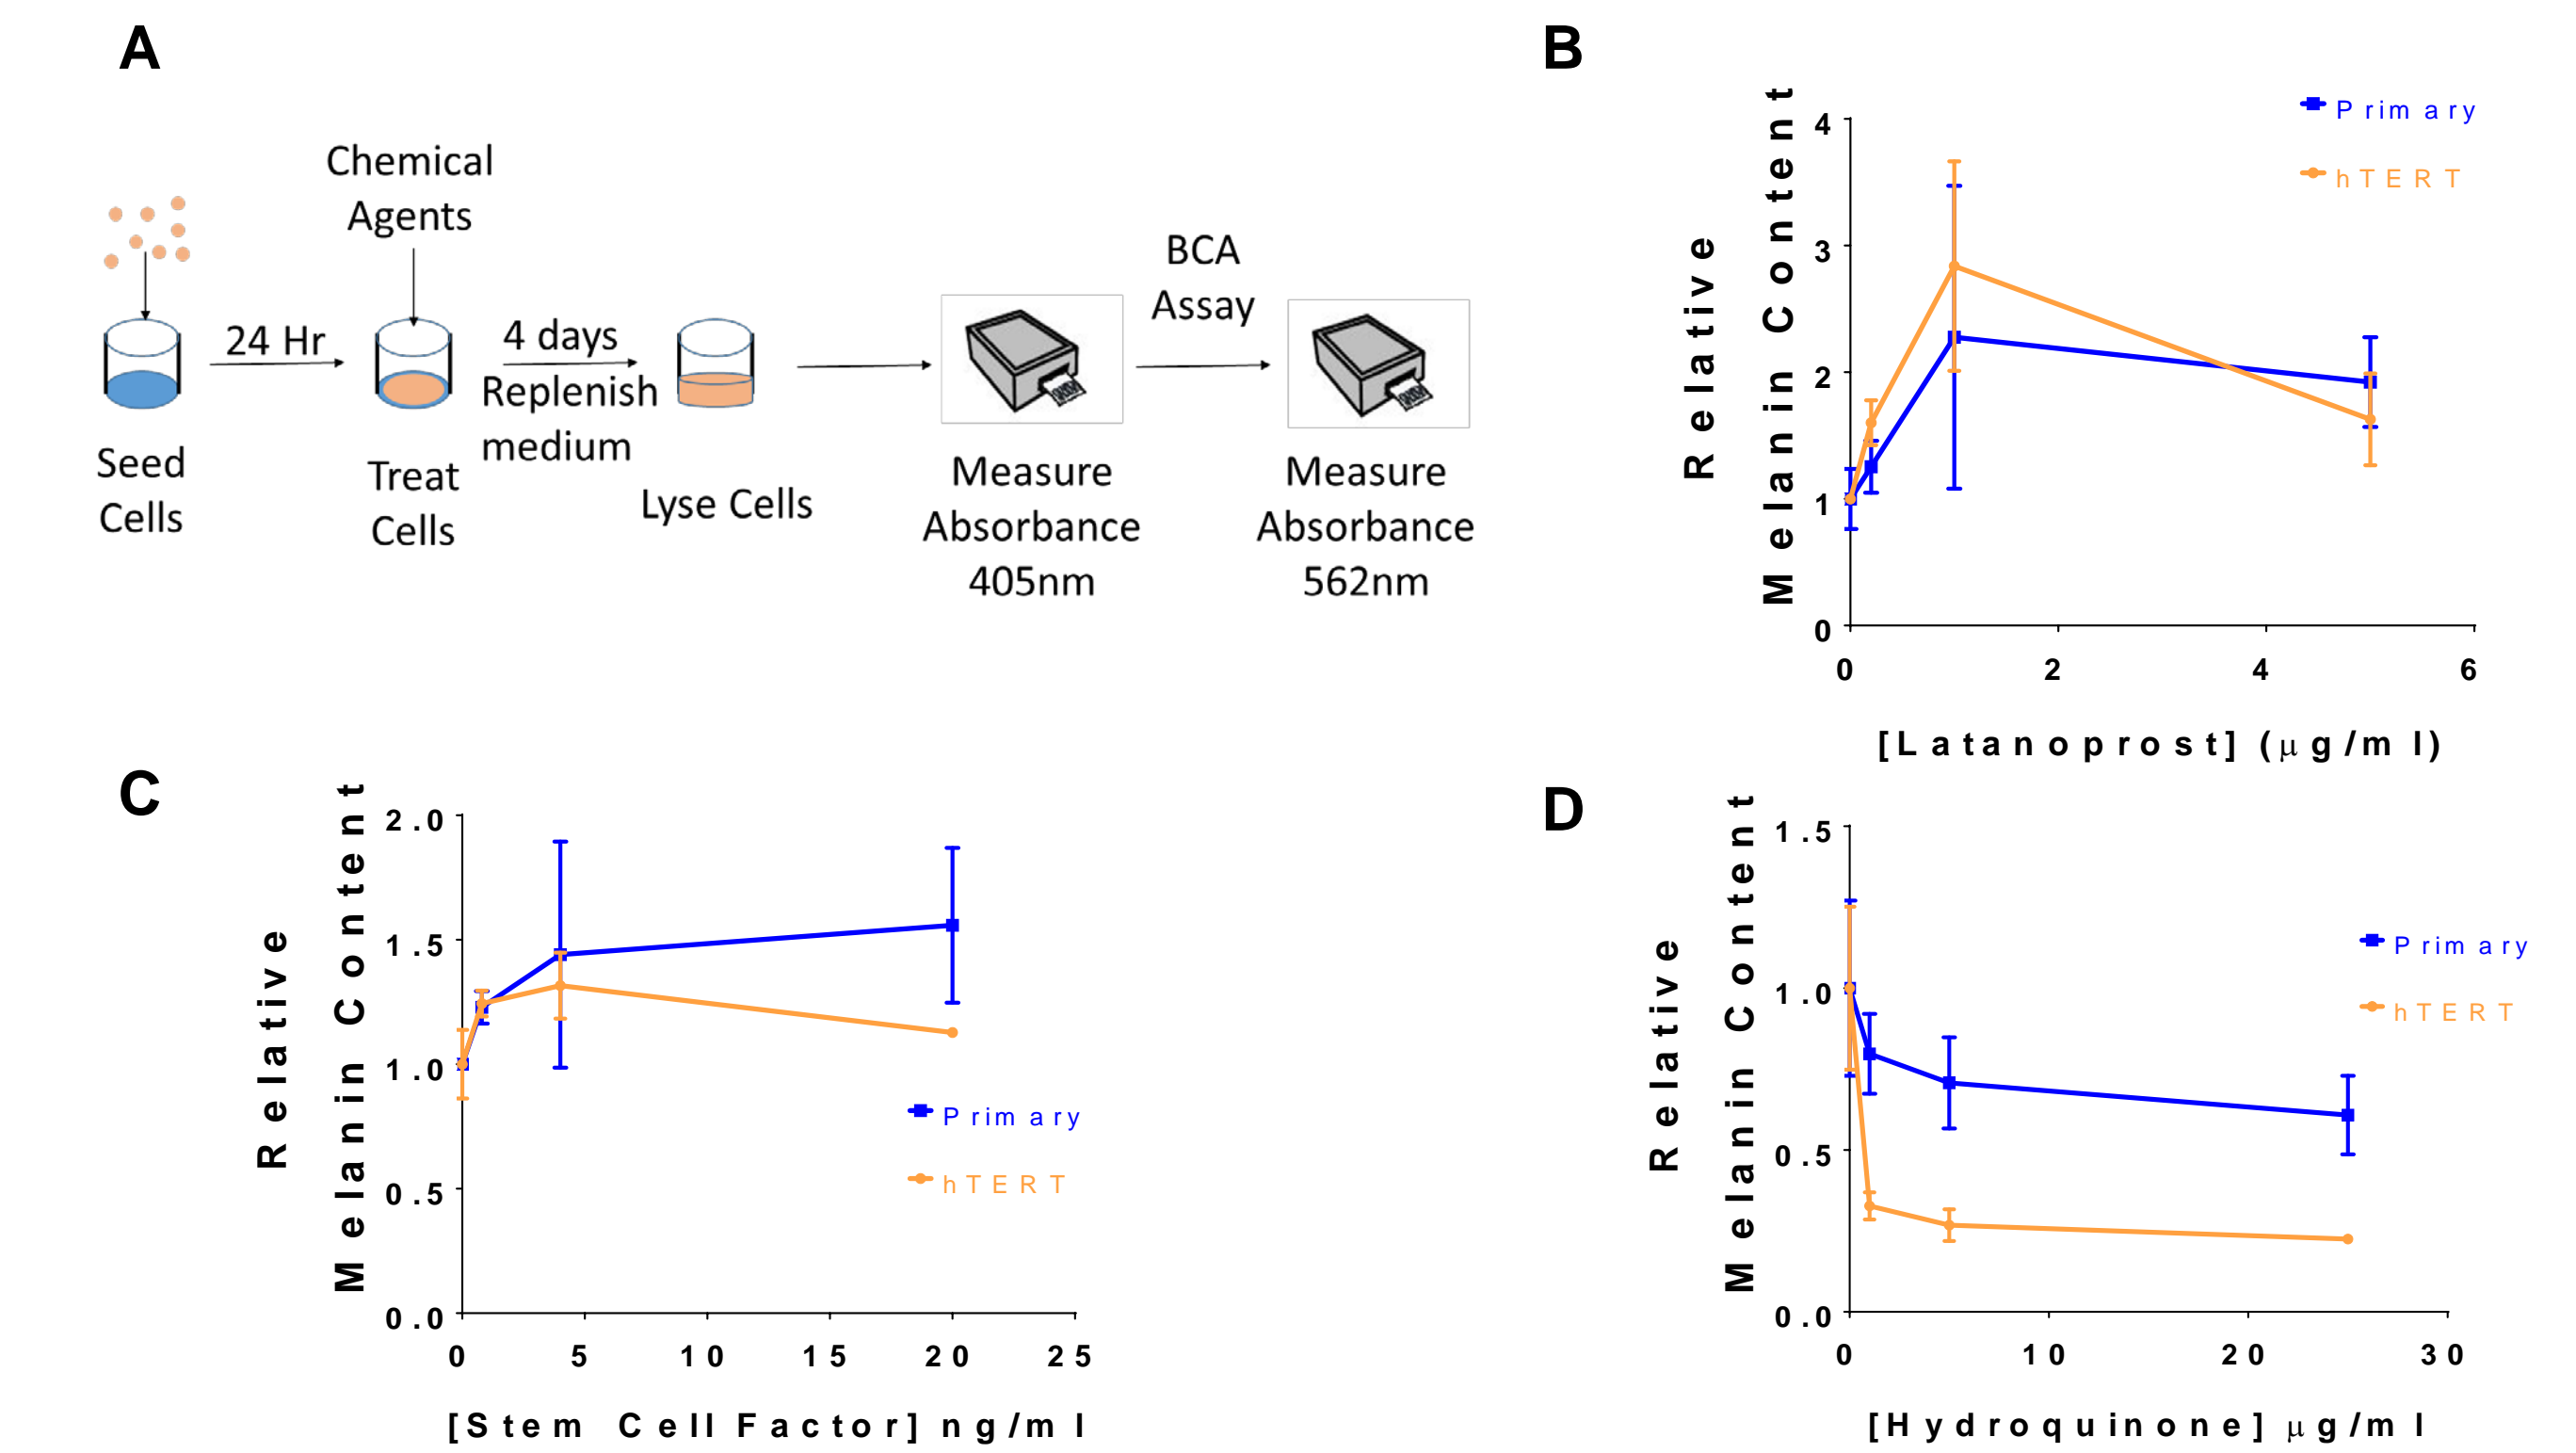 A
Chemical
Agents
24 Hr
4 days
Replenish
medium
BCA
Assay
Seed
Cells
Treat
Cells
Lyse Cells
Measure
Absorbance
405nm
Measure
Absorbance
562nm
B
Relative
Melanin Content
4
3
2
1
0
0 2 4 6
[Latanoprost] (μg/ml)
Primary
hTERT
C
Relative
Melanin Content
2.0
1.5
1.0
0.5
0.0
0 5 10 15 20 25
[Stem Cell Factor] ng/ml
Primary
hTERT
D
Relative
Melanin Content
1.5
1.0
0.5
0.0
0 10 20 30
[Hydroquinone] μg/ml
Primary
hTERT